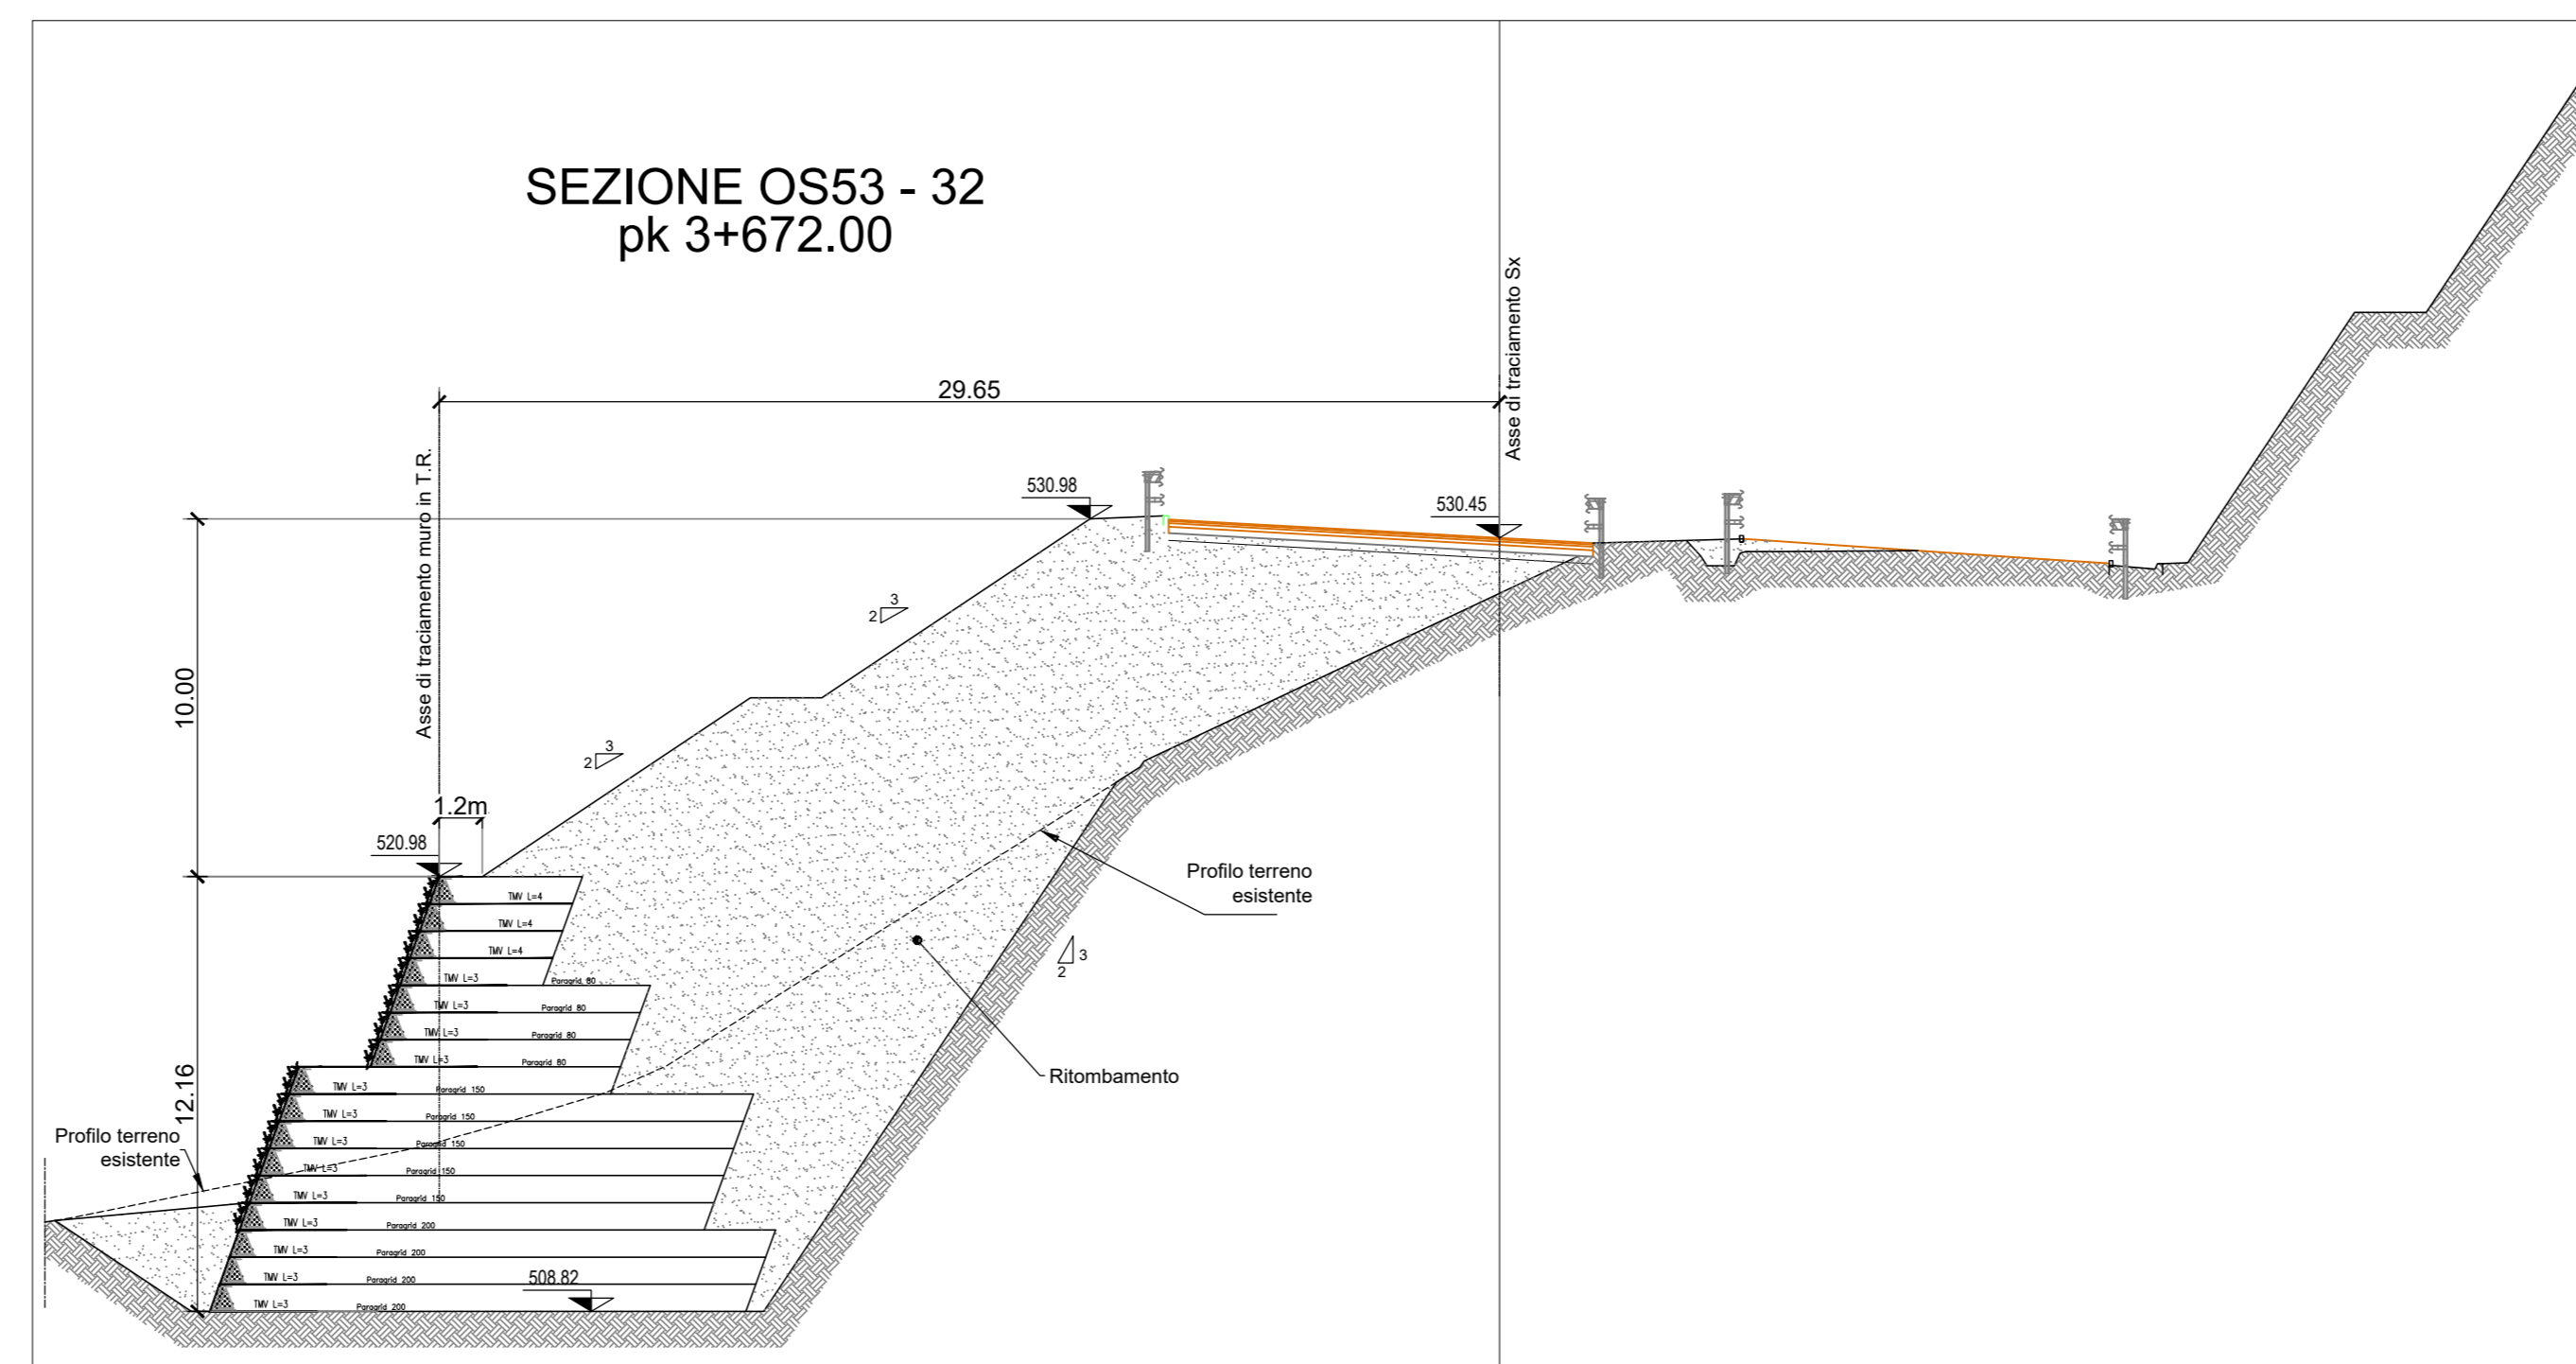 SEZIONE OS53 - 32
pk 3+672.00
Asse di traciamento Sx
29.65
Asse di traciamento muro in T.R.
530.98
530.45
3
2
10.00
3
2
1.2m
520.98
Profilo terreno
esistente
TMV L=4
TMV L=4
TMV L=4
3
2
TMV L=3 Paragrid 80
TMV L=3 Paragrid 80
TMV L=3 Paragrid 80
TMV L=3 Paragrid 80
Ritombamento
12.16
TMV L=3 Paragrid 150
TMV L=3 Paragrid 150
Profilo terreno
esistente
TMV L=3 Paragrid 150
TMV L=3 Paragrid 150
TMV L=3 Paragrid 150
TMV L=3 Paragrid 200
TMV L=3 Paragrid 200
TMV L=3 Paragrid 200
508.82
TMV L=3 Paragrid 200